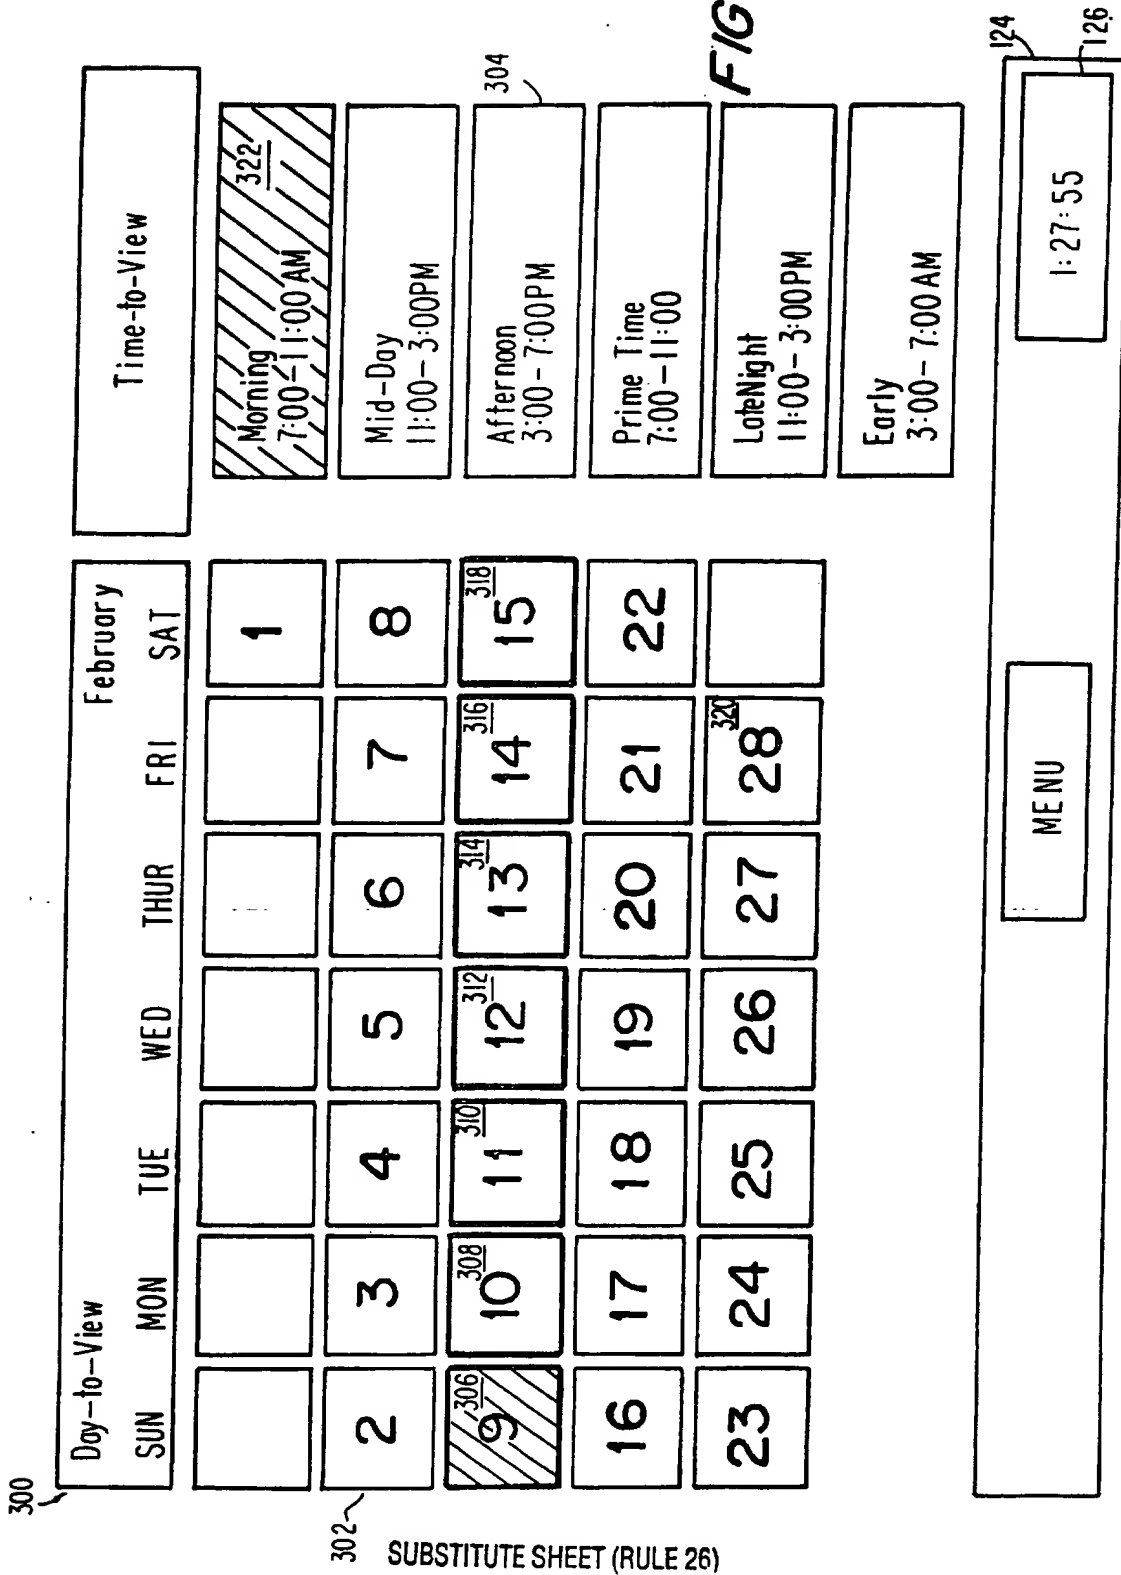 300
Day-to-View February
SUN MON TUE WED THUR FRI SAT
1
302
2 3 4 5 6 7 8
306 308 310 312 314 316 318
9 10 11 12 13 14 15
16 17 18 19 20 21 22
320
23 24 25 26 27 28
Time-to-View
322
Morning
7:00-11:00 AM
Mid-Day
11:00-3:00PM
304
Afternoon
3:00-7:00PM
Prime Time
7:00-11:00
LateNight
11:00-3:00PM
Early
3:00-7:00AM
FIG
124
126
MENU
1:27:55
SUBSTITUTE SHEET (RULE 26)